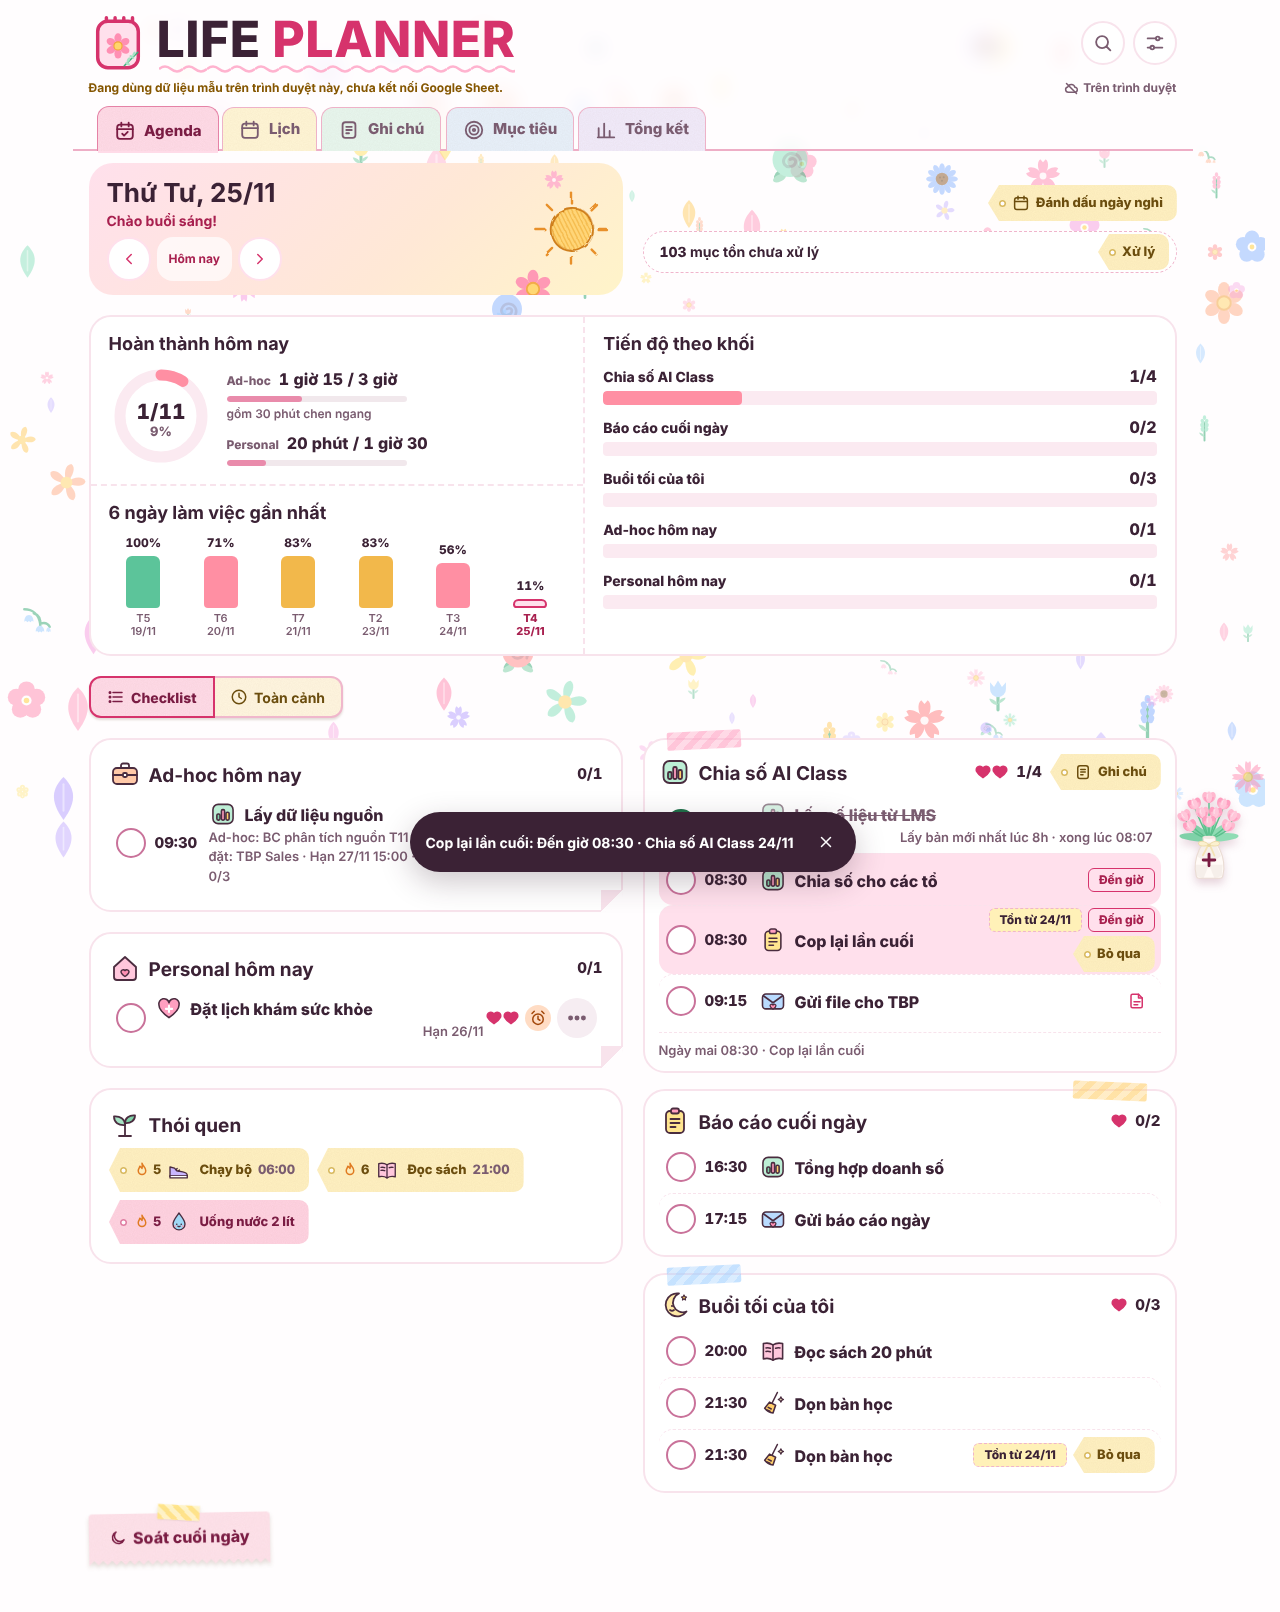 LIFE PLANNER
Đang dùng dữ liệu mẫu trên trình duyệt này, chưa kết nối Google Sheet.
Trên trình duyệt
Agenda
Lịch
Ghi chú
Mục tiêu
Tổng kết
Thứ Tư, 25/11
Chào buổi sáng!
Hôm nay
Đánh dấu ngày nghỉ
103 mục tồn chưa xử lý
Xử lý
Hoàn thành hôm nay
1/11
9%
Ad-hoc 1 giờ 15 / 3 giờ
gồm 30 phút chen ngang
Personal 20 phút / 1 giờ 30
6 ngày làm việc gần nhất
100% 71% 83% 83% 56% 11%
T5 T6 T7 T2 T3 T4
19/11 20/11 21/11 23/11 24/11 25/11
Tiến độ theo khối
Chia số AI Class 1/4
Báo cáo cuối ngày 0/2
Buổi tối của tôi 0/3
Ad-hoc hôm nay 0/1
Personal hôm nay 0/1
Checklist
Toàn cảnh
Ad-hoc hôm nay 0/1
09:30 Lấy dữ liệu nguồn
Ad-hoc: BC phân tích nguồn T11
đặt: TBP Sales · Hạn 27/11 15:00
0/3
Personal hôm nay 0/1
Đặt lịch khám sức khỏe
Hạn 26/11
Thói quen
5 Chạy bộ 06:00
6 Đọc sách 21:00
5 Uống nước 2 lít
Chia số AI Class 1/4 Ghi chú
số liệu từ LMS
Lấy bản mới nhất lúc 8h · xong lúc 08:07
Cop lại lần cuối: Đến giờ 08:30 · Chia số AI Class 24/11
08:30 Chia số cho các tổ Đến giờ
08:30 Cop lại lần cuối Tồn từ 24/11 Đến giờ
Bỏ qua
09:15 Gửi file cho TBP
Ngày mai 08:30 · Cop lại lần cuối
Báo cáo cuối ngày 0/2
16:30 Tổng hợp doanh số
17:15 Gửi báo cáo ngày
Buổi tối của tôi 0/3
20:00 Đọc sách 20 phút
21:30 Dọn bàn học
21:30 Dọn bàn học Tồn từ 24/11 Bỏ qua
Soát cuối ngày